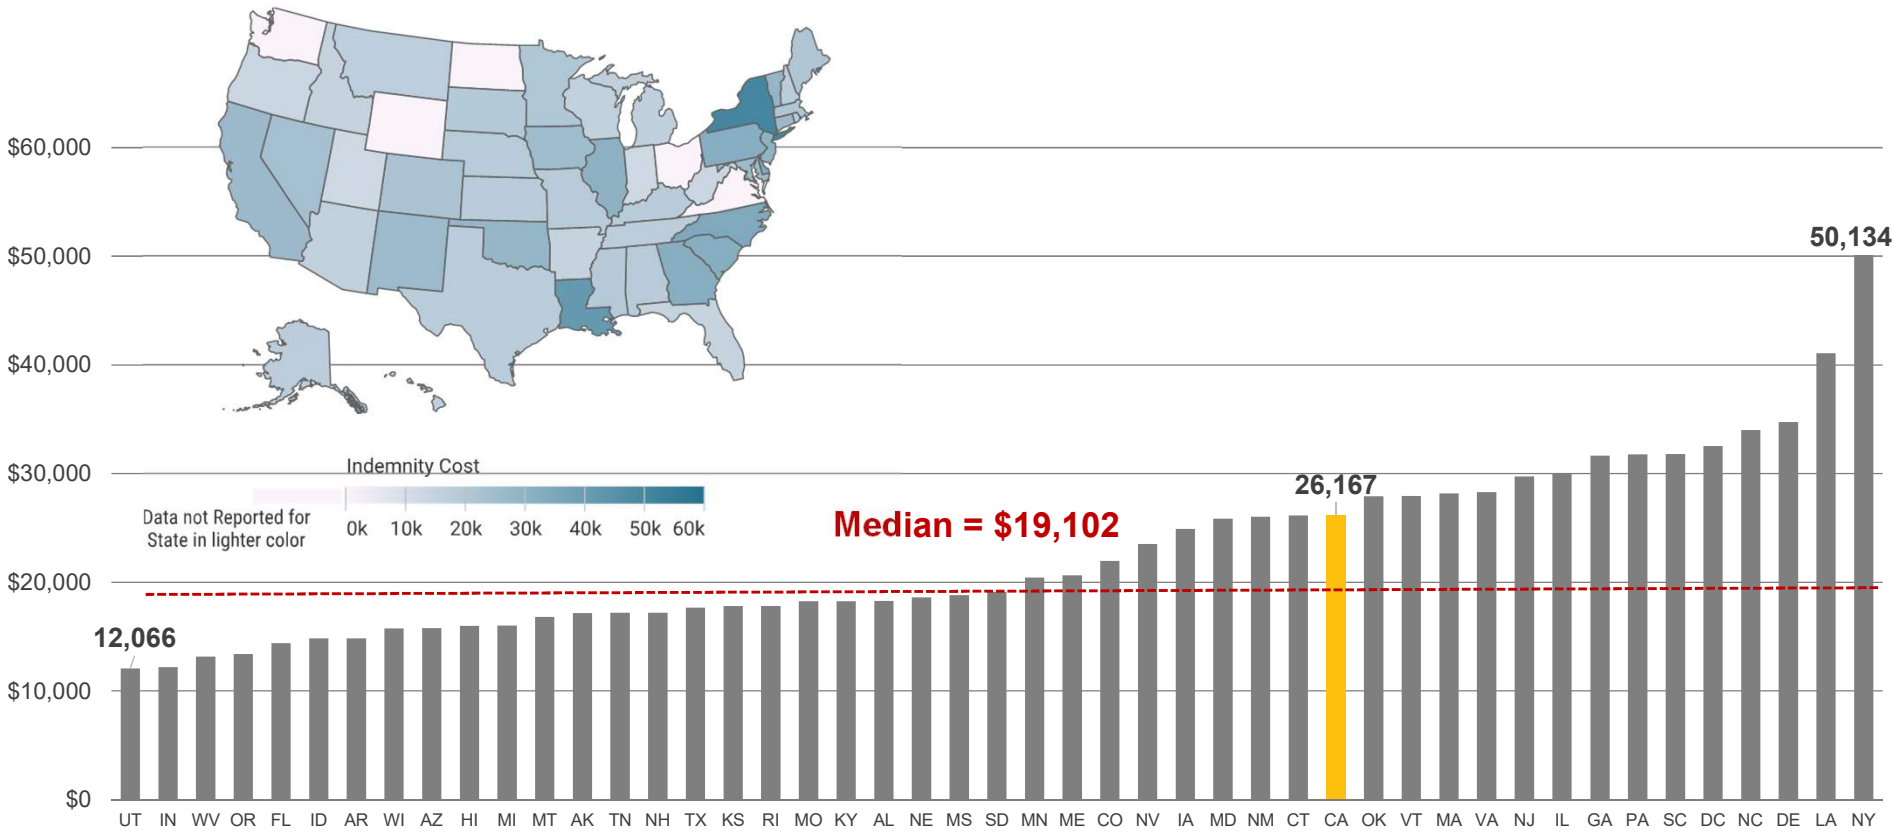 $60,000
$50,000
50,134
$40,000
Indemnity Cost
$30,000
26,167
Data not Reported for
State in lighter color
0k 10k 20k 30k 40k 50k 60k
Median = $19,102
$20,000
12,066
$10,000
$0
UT IN WV OR FL ID AR WI AZ HI MI MT AK TN NH TX KS RI MO KY AL NE MS SD MN ME CO NV IA MD NM CT CA OK VT MA VA NJ IL GA PA SC DC NC DE LA NY